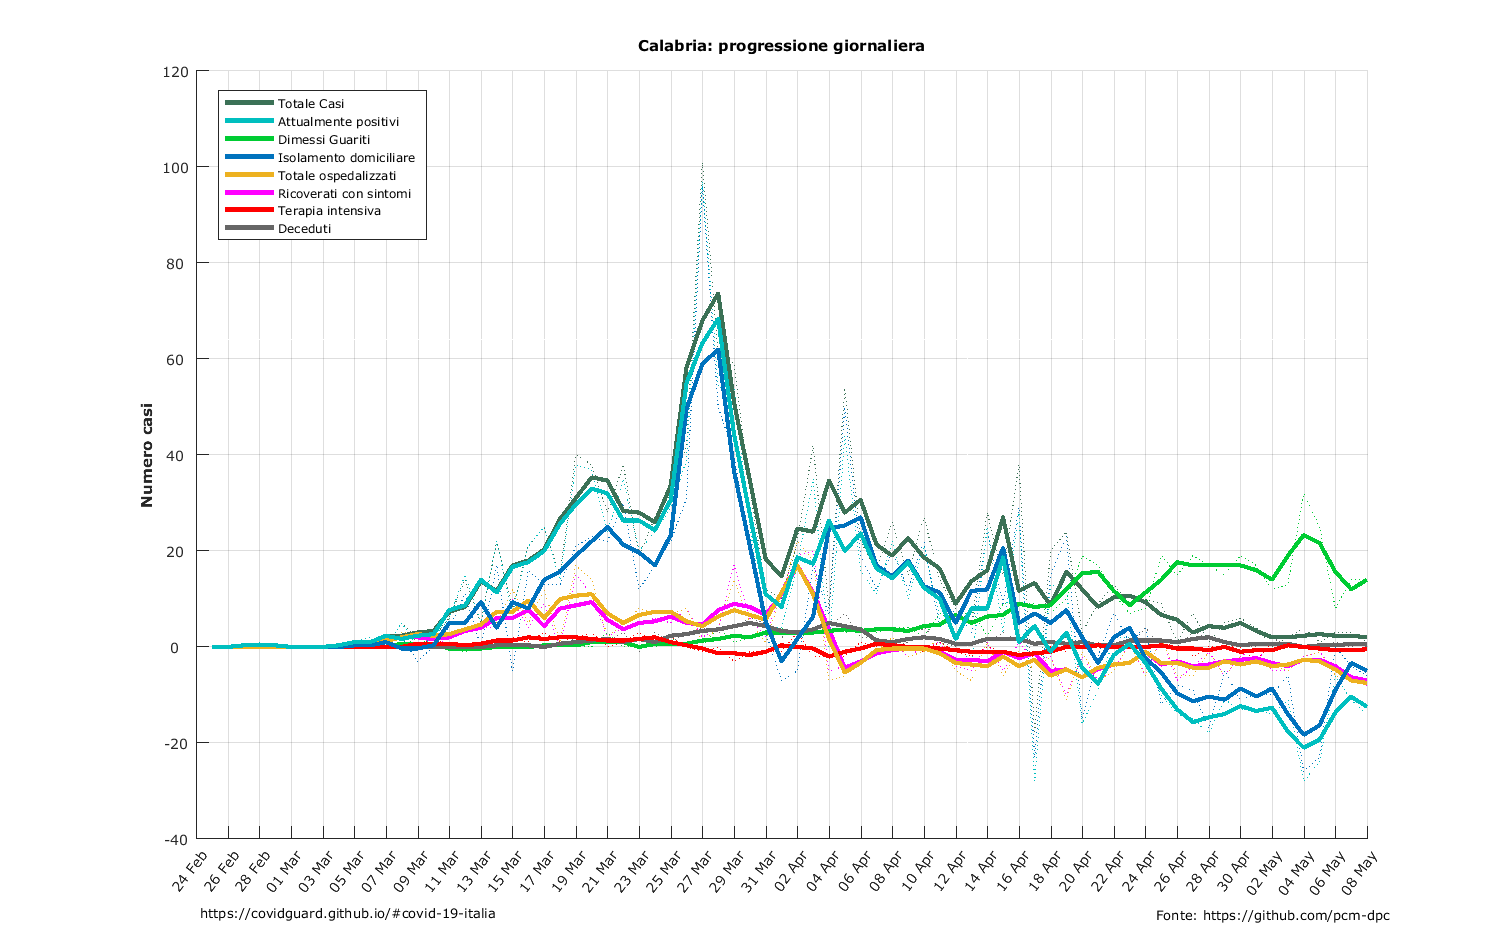 Calabria: progressione giornaliera
120
100
80
60
40
20
0
-20
-40
Numero casi
Totale Casi
Attualmente positivi
Dimessi Guariti
Isolamento domiciliare
Totale ospedalizzati
Ricoverati con sintomi
Terapia intensiva
Deceduti
24 Feb
26 Feb
28 Feb
01 Mar
03 Mar
05 Mar
07 Mar
09 Mar
11 Mar
13 Mar
15 Mar
17 Mar
19 Mar
21 Mar
23 Mar
25 Mar
27 Mar
29 Mar
31 Mar
02 Apr
04 Apr
06 Apr
08 Apr
10 Apr
12 Apr
14 Apr
16 Apr
18 Apr
20 Apr
22 Apr
24 Apr
26 Apr
28 Apr
30 Apr
02 May
04 May
06 May
08 May
https://covidguard.github.io/#covid-19-italia
Fonte: https://github.com/pcm-dpc